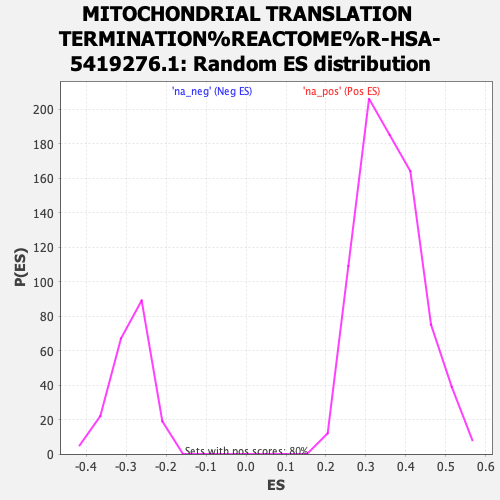 MITOCHONDRIAL TRANSLATION
TERMINATION%REACTOME%R-HSA-
5419276.1: Random ES distribution
'na_neg' (Neg ES) 'na_pos' (Pos ES)
200
180
160
140
120
100
80
60
40
20
0
P(ES)
Sets with pos scores: 80%
-0.4 -0.3 -0.2 -0.1 0.0 0.1 0.2 0.3 0.4 0.5 0.6
ES